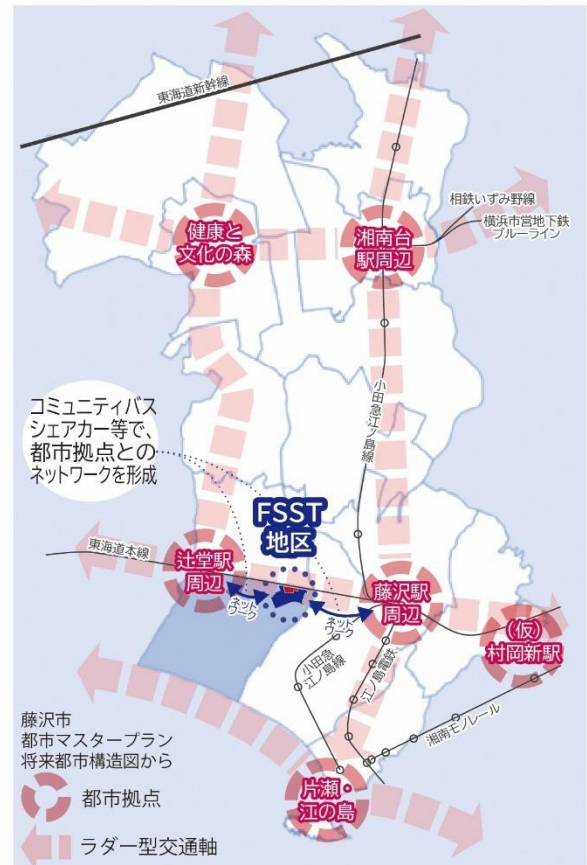 東海道新幹線
相鉄いずみ野線
横浜市営地下鉄
ブルーライン
健康と
文化の森
湘南台
駅周辺
小田急江ノ島線
コミュニティバス
シェアカー等で、
都市拠点との
ネットワークを形成
FSST
地区
東海道本線
辻堂駅
周辺
藤沢駅
周辺
ネット
ワーク
ネット
ワーク
(仮)
村岡新駅
小田急
江ノ島線
江ノ島電鉄
湘南モノレール
藤沢市
都市マスタープラン
将来都市構造図から
都市拠点
片瀬・
江の島
ラダー型交通軸